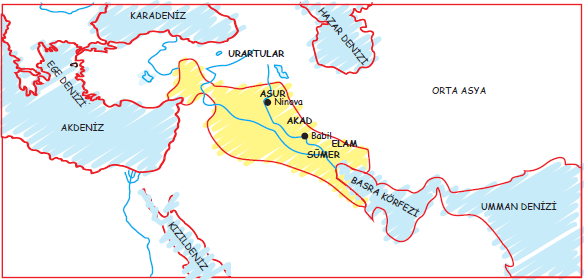 KARADENİZ
HAZAR DENİZİ
URARTULAR
EGE DENİZİ
ORTA ASYA
ASUR
Ninova
AKAD
AKDENİZ
Babil
ELAM
SÜMER
BASRA KÖRFEZİ
UMMAN DENİZİ
KIZILDENİZ